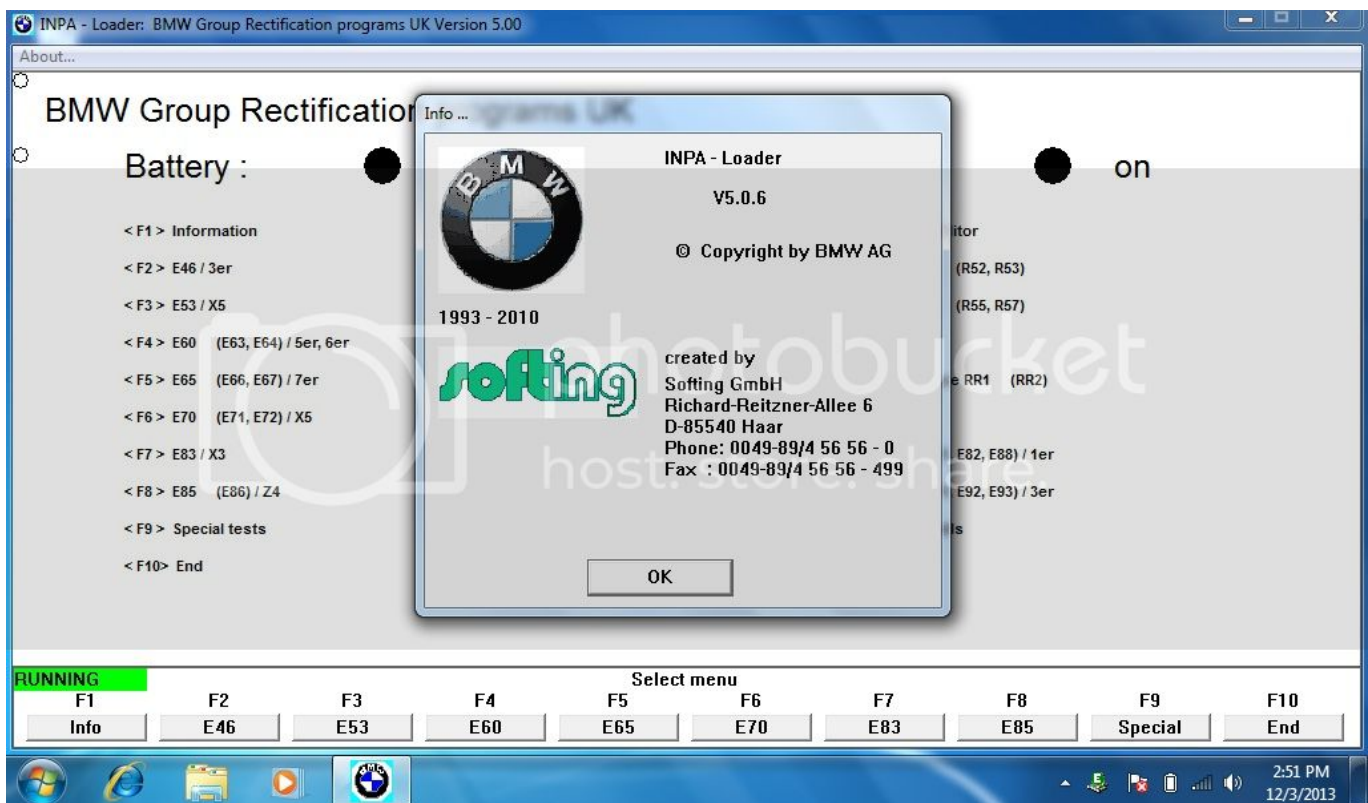 INPA - Loader: BMW Group Rectification programs UK Version 5.00
About...
BMW Group Rectification programs UK
Battery :
on
< F1 > Information
< F2 > E46 / 3er
< F3 > E53 / X5
< F4 > E60 (E63, E64) / 5er, 6er
< F5 > E65 (E66, E67) / 7er
< F6 > E70 (E71, E72) / X5
< F7 > E83 / X3
< F8 > E85 (E86) / Z4
< F9 > Special tests
< F10> End
Info ...
BMW
INPA - Loader
V5.0.6
© Copyright by BMW AG
1993 - 2010
softing
created by
Softing GmbH
Richard-Reitzner-Allee 6
D-85540 Haar
Phone: 0049-89/4 56 56 - 0
Fax : 0049-89/4 56 56 - 499
OK
(R52, R53)
(R55, R57)
RR1 (RR2)
E82, E88) / 1er
E92, E93) / 3er
photobucket
host. store. share.
RUNNING
Select menu
F1 F2 F3 F4 F5 F6 F7 F8 F9 F10
Info E46 E53 E60 E65 E70 E83 E85 Special End
2:51 PM
12/3/2013